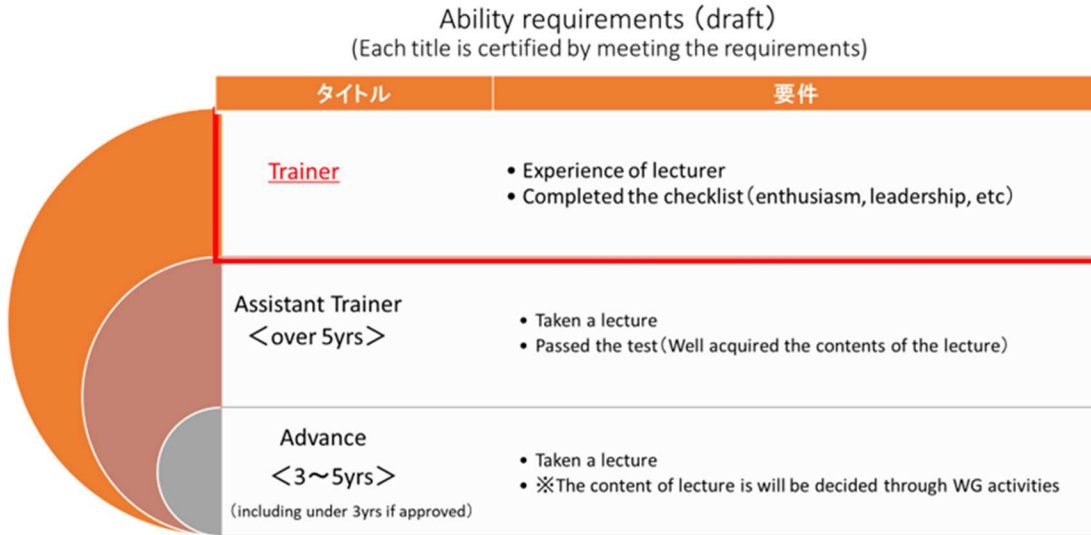 Ability requirements（draft）
(Each title is certified by meeting the requirements)
タイトル 要件
Trainer
• Experience of lecturer
• Completed the checklist（enthusiasm, leadership, etc）
Assistant Trainer
＜over 5yrs＞
• Taken a lecture
• Passed the test（Well acquired the contents of the lecture）
Advance
＜3～5yrs＞
(including under 3yrs if approved)
• Taken a lecture
• ※The content of lecture is will be decided through WG activities